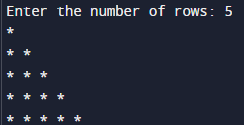 Enter the number of rows: 5
*
* *
* * *
* * * *
* * * * *